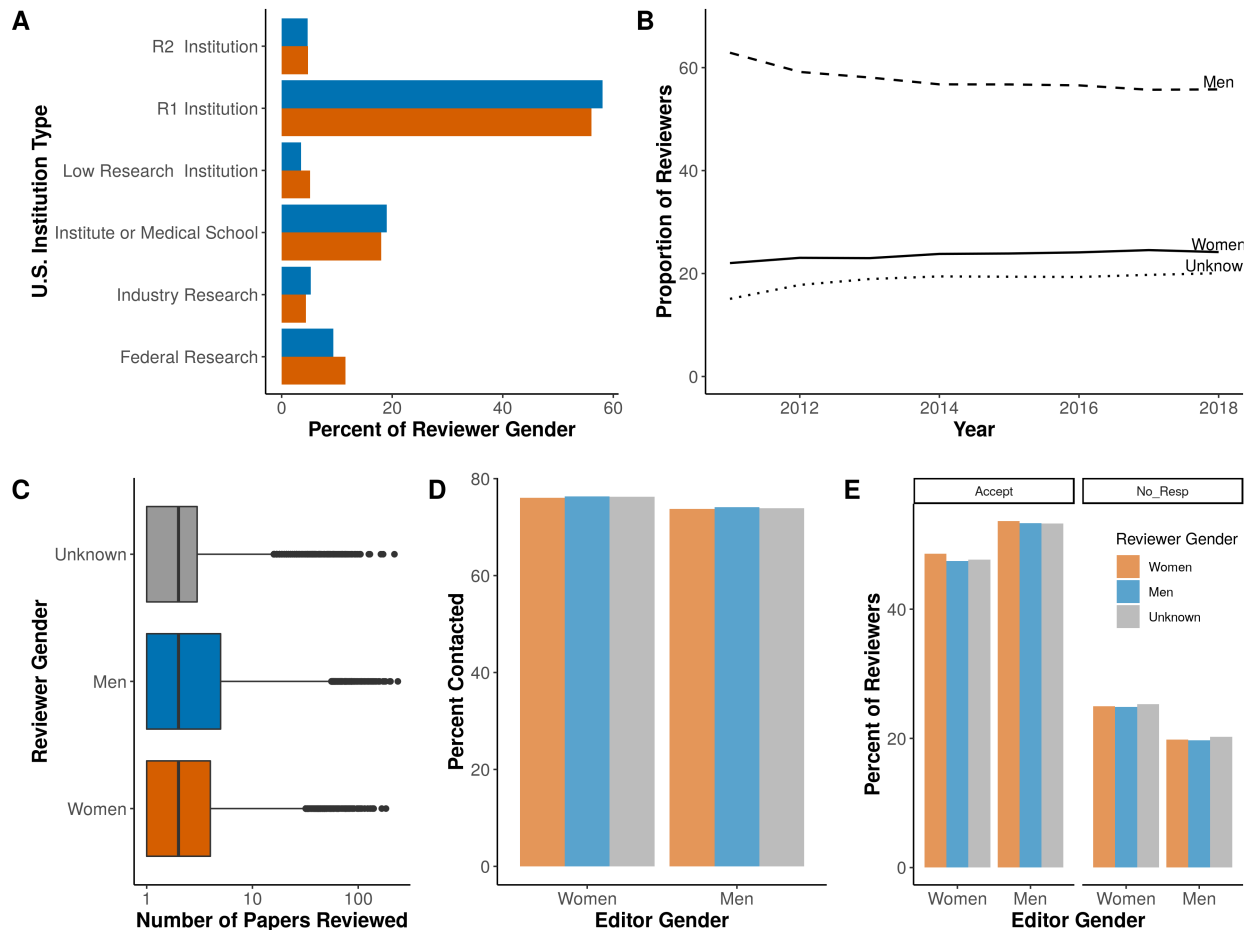 A
U.S. Institution Type
R2  Institution
R1 Institution
Low Research  Institution
Institute or Medical School
Industry Research
Federal Research
0 20 40 60
Percent of Reviewer Gender
B
Proportion of Reviewers
60
40
20
0
Men
Women
Unknow
2012 2014 2016 2018
Year
C
Reviewer Gender
Unknown
Men
Women
1 10 100
Number of Papers Reviewed
D
Percent Contacted
80
60
40
20
0
Women Men
Editor Gender
E
Percent of Reviewers
Accept No_Resp
40
20
0
Reviewer Gender
Women
Men
Unknown
Women Men Women Men
Editor Gender